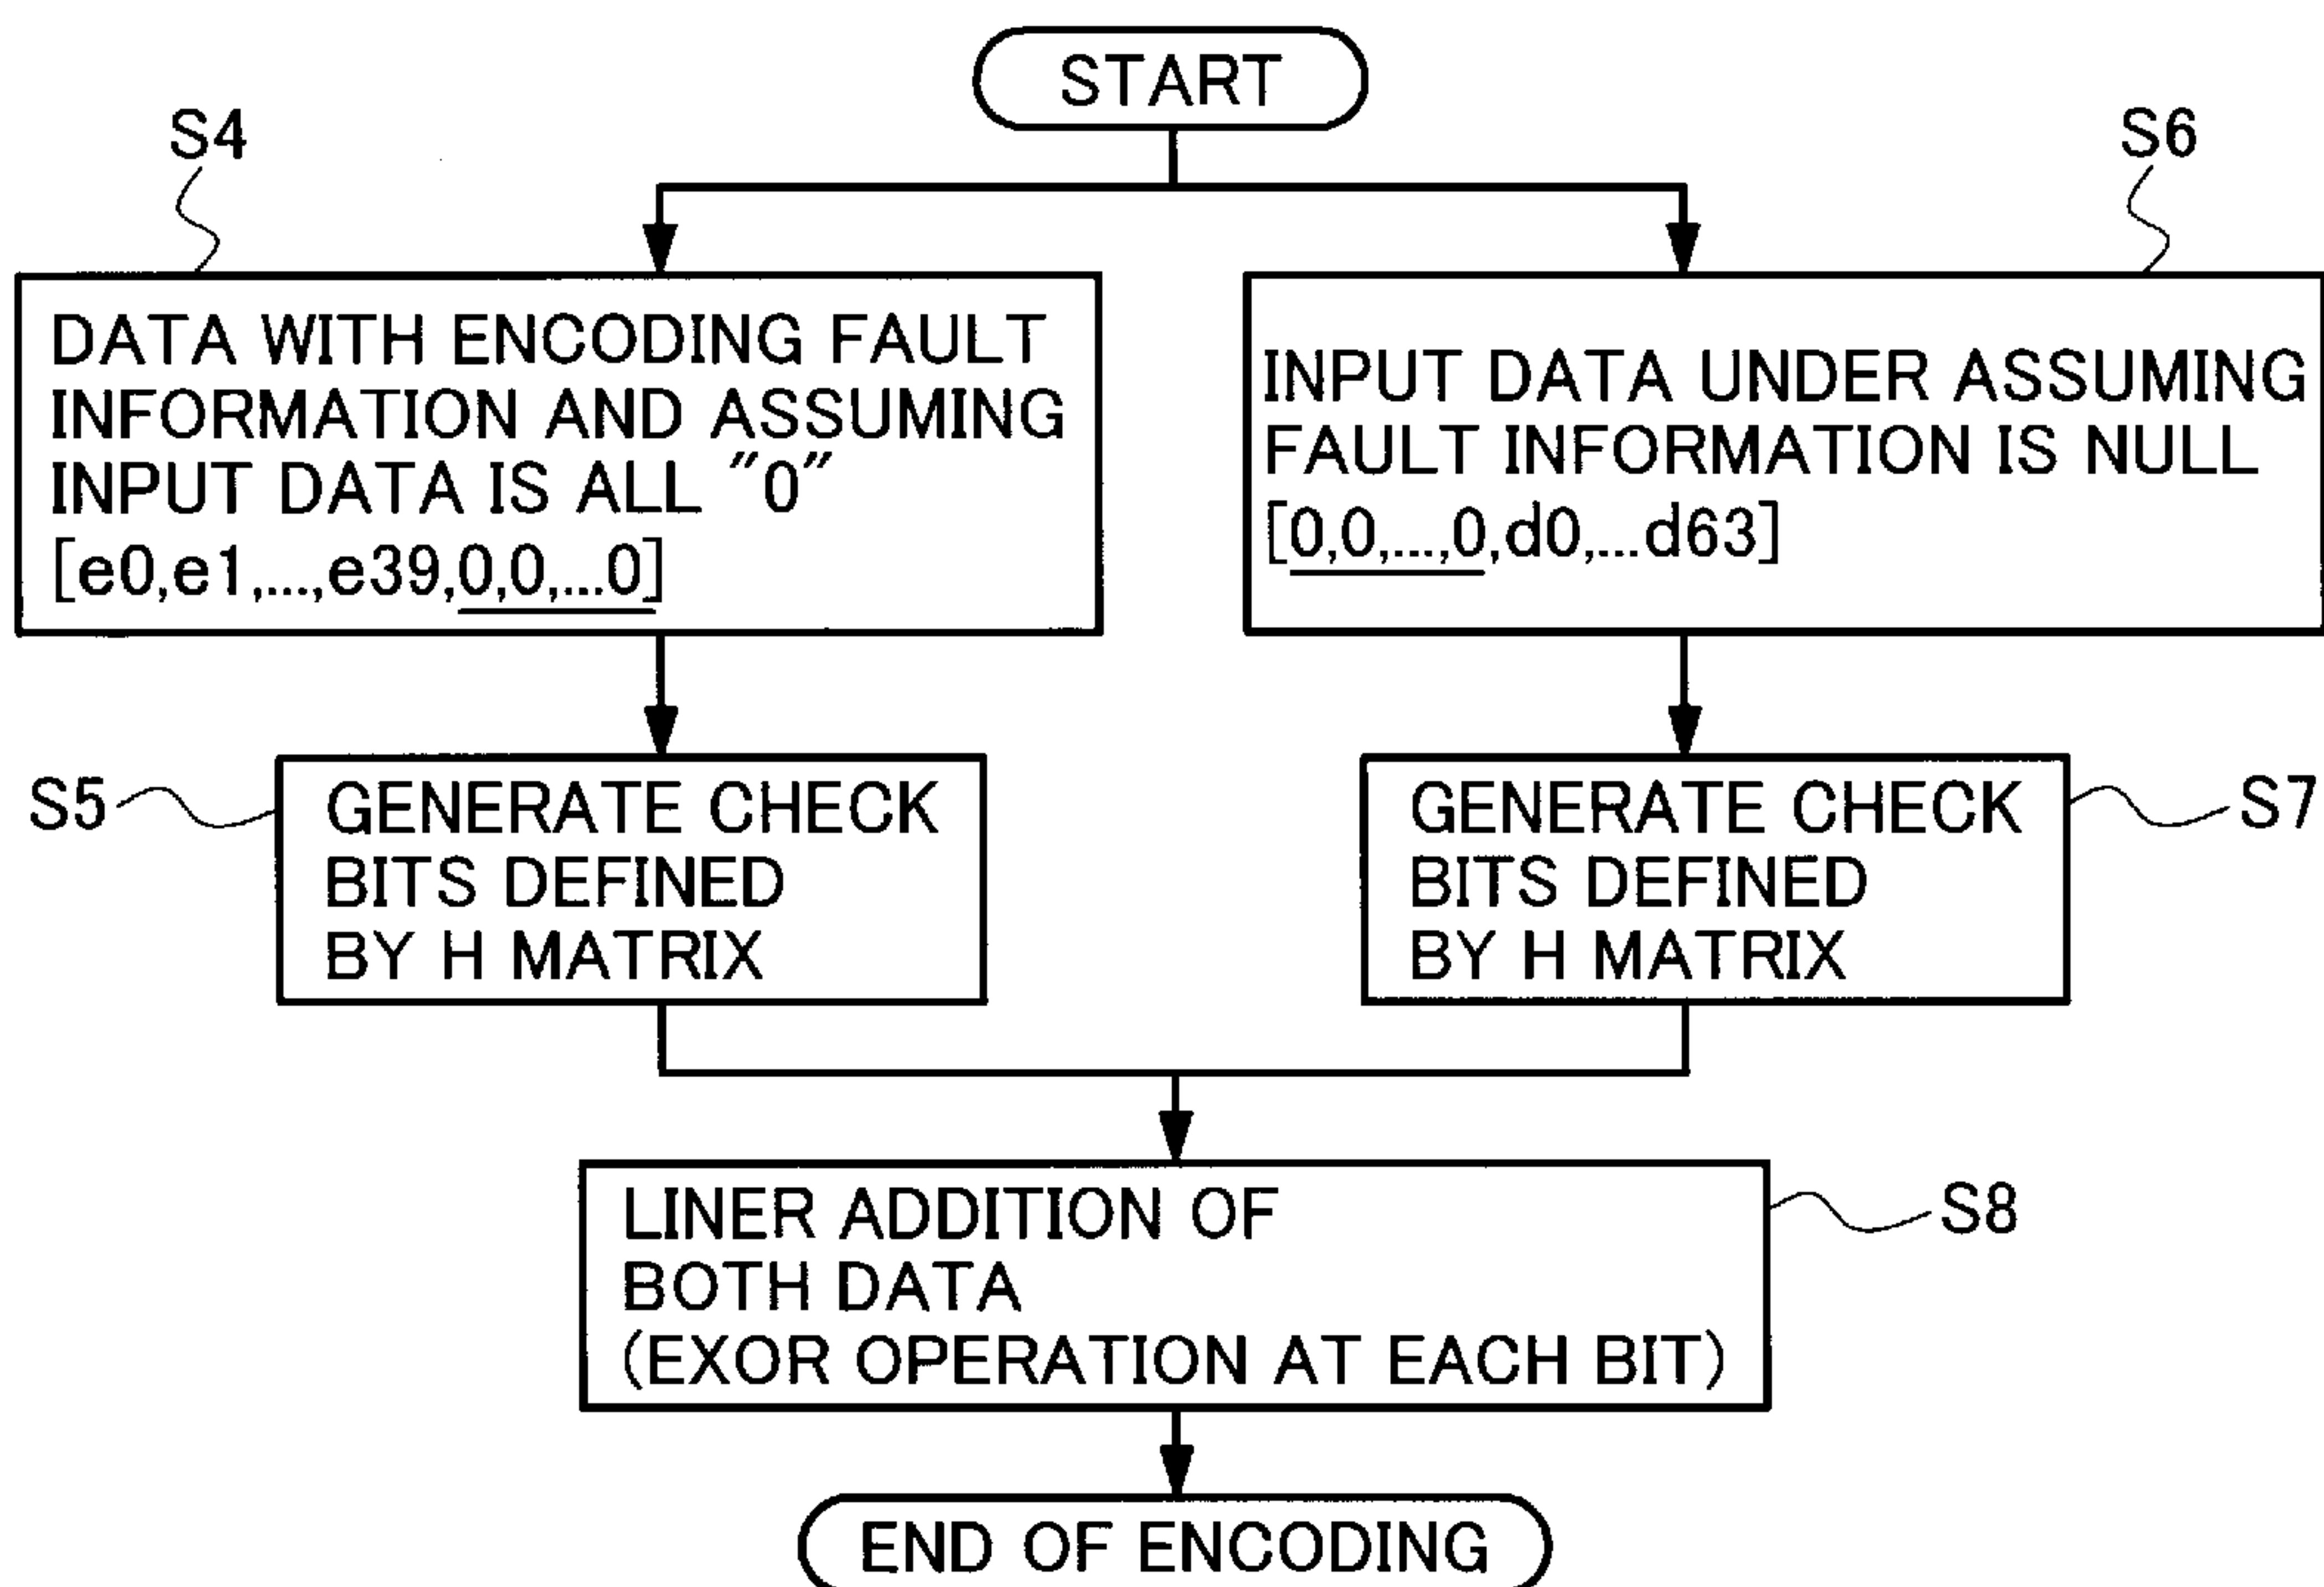 START
S4
S6
DATA WITH ENCODING FAULT
INFORMATION AND ASSUMING
INPUT DATA IS ALL "0"
[e0,e1,...,e39,0,0,...0]
INPUT DATA UNDER ASSUMING
FAULT INFORMATION IS NULL
[0,0,...,0,d0,...d63]
S5
GENERATE CHECK
BITS DEFINED
BY H MATRIX
GENERATE CHECK
BITS DEFINED
BY H MATRIX
S7
LINER ADDITION OF
BOTH DATA
(EXOR OPERATION AT EACH BIT)
S8
END OF ENCODING